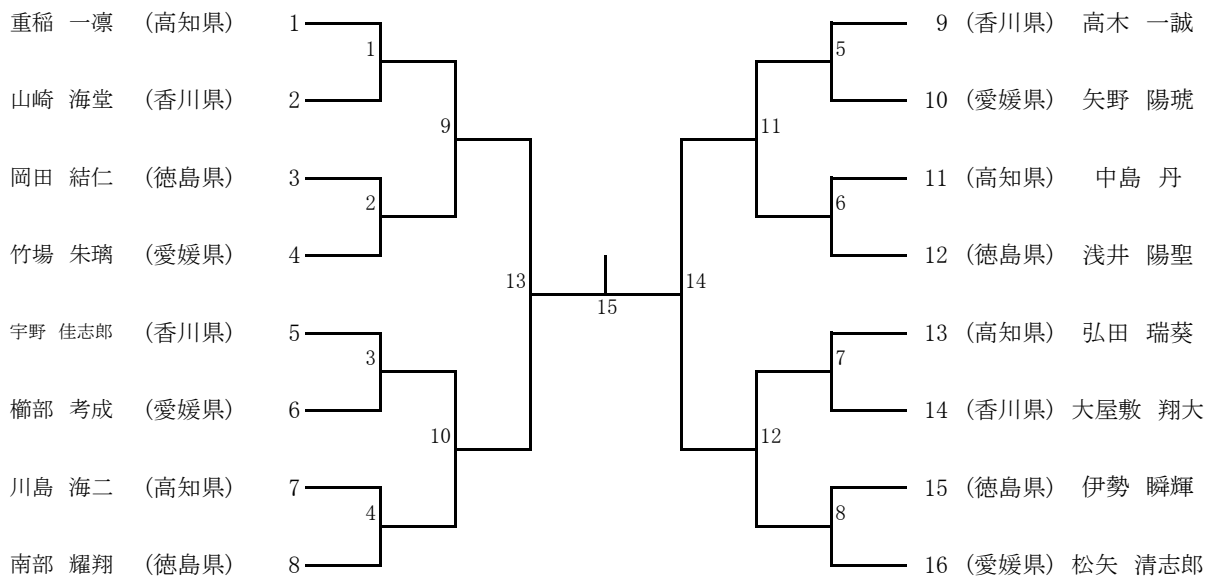 重稲 一凛 (高知県) 1
1
山崎 海堂 (香川県) 2
9
岡田 結仁 (徳島県) 3
2
竹場 朱璃 (愛媛県) 4
13
宇野 佳志郎 (香川県) 5
3
櫛部 考成 (愛媛県) 6
10
川島 海二 (高知県) 7
4
南部 耀翔 (徳島県) 8
15
9 (香川県) 高木 一誠
5
10 (愛媛県) 矢野 陽琥
11
11 (高知県) 中島 丹
6
12 (徳島県) 浅井 陽聖
14
13 (高知県) 弘田 瑞葵
7
14 (香川県) 大屋敷 翔大
12
15 (徳島県) 伊勢 瞬輝
8
16 (愛媛県) 松矢 清志郎